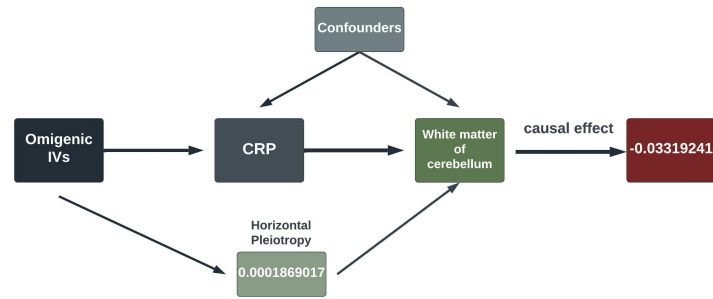 Confounders
Omigenic
IVs
CRP
White matter
of
cerebellum
causal effect
-0.03319241
Horizontal
Pleiotropy
0.0001869017